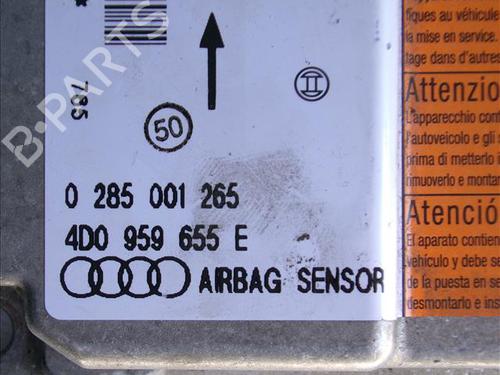 *
785
50
0 285 001 265
4D0 959 655 E
AIRBAG SENSOR
fiques au véhicule,
la mise en service.
tage dans d'autres
Attenzio
L'apparecchio cont
l'autoveicolo e gli s
prima di metterlo i
rimuoverlo e montar
Atenció
El aparato contien
vehículo y debe se
de la puesta en se
desmontarlo e ins
B-PARTS